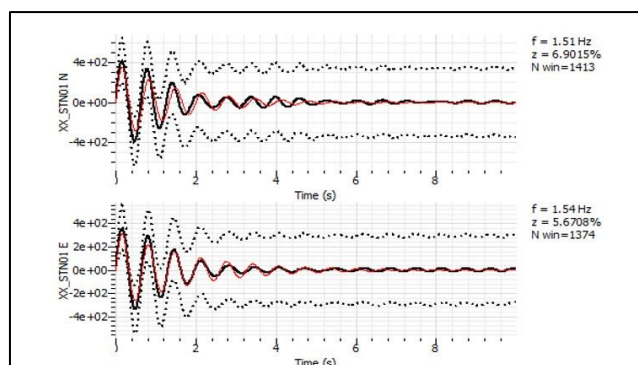 XX_STN01 N
4e+02
0e+00
-4e+02
0 2 4 6 8
Time (s)
f = 1.51 Hz
z = 6.9015%
N win=1413
XX_STN01 E
4e+02
2e+02
0e+00
-2e+02
-4e+02
0 2 4 6 8
Time (s)
f = 1.54 Hz
z = 5.6708%
N win=1374